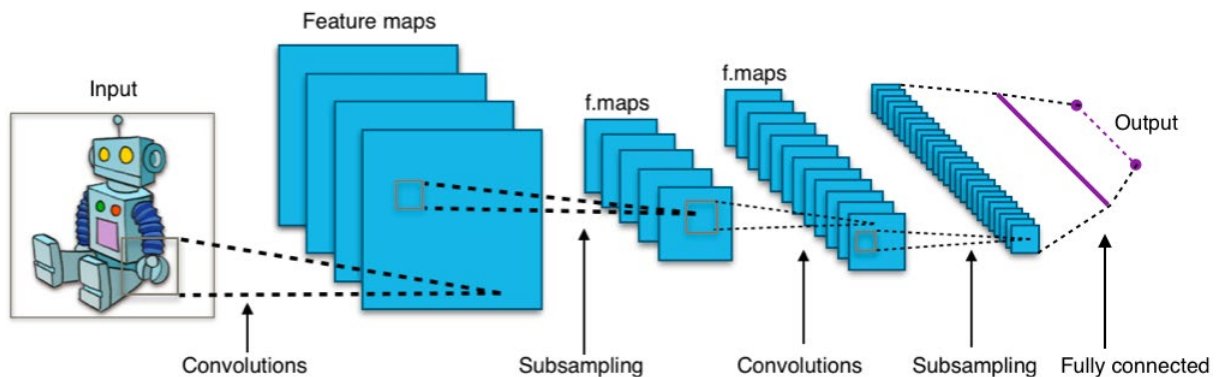 Feature maps
Input
f.maps
f.maps
Output
Convolutions
Subsampling
Convolutions
Subsampling
Fully connected